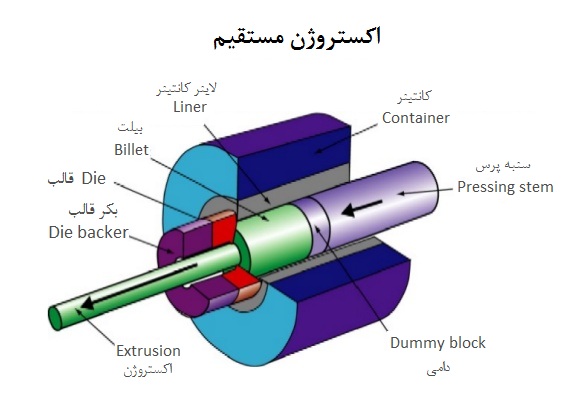 اکستروژن مستقیم
لاینر کانتینر
Liner
کانتینر
Container
بیلت
Billet
سنبه پرس
Pressing stem
قالب Die
بکر قالب
Die backer
Extrusion
اکستروژن
Dummy block
دامی